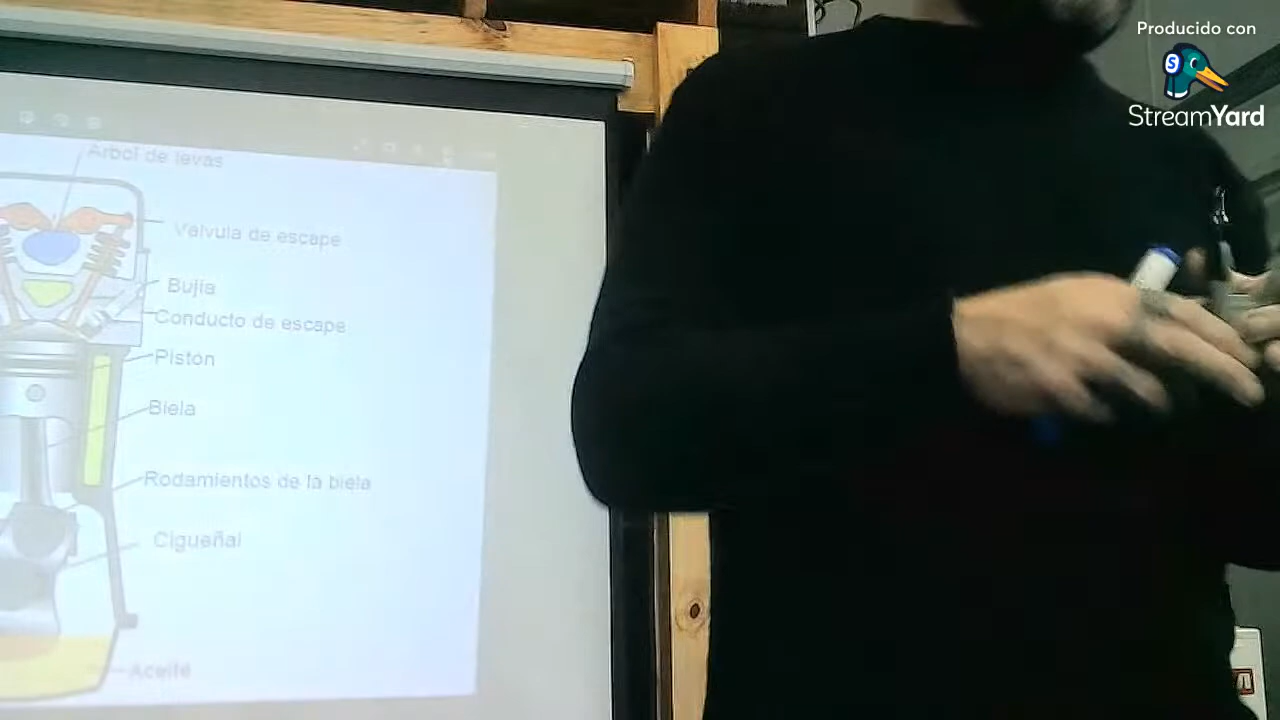 Producido con
StreamYard
Arbol de levas
Valvula de escape
Bujia
Conducto de escape
Pistón
Biela
Rodamientos de la biela
Cigueñal
Aceite